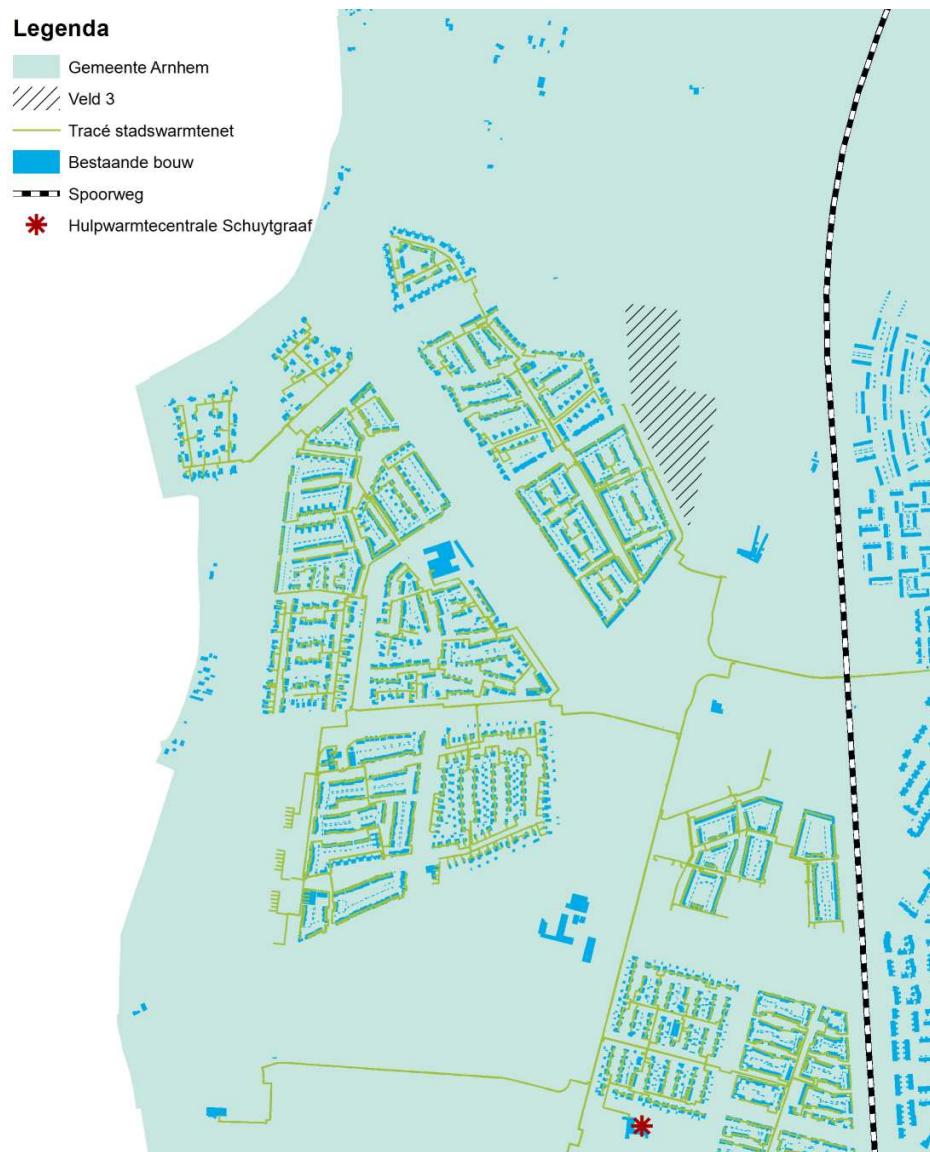 Legenda
Gemeente Arnhem
Veld 3
Tracé stadswarmtenet
Bestaande bouw
Spoorweg
Hulpwarmtecentrale Schuytgraaf